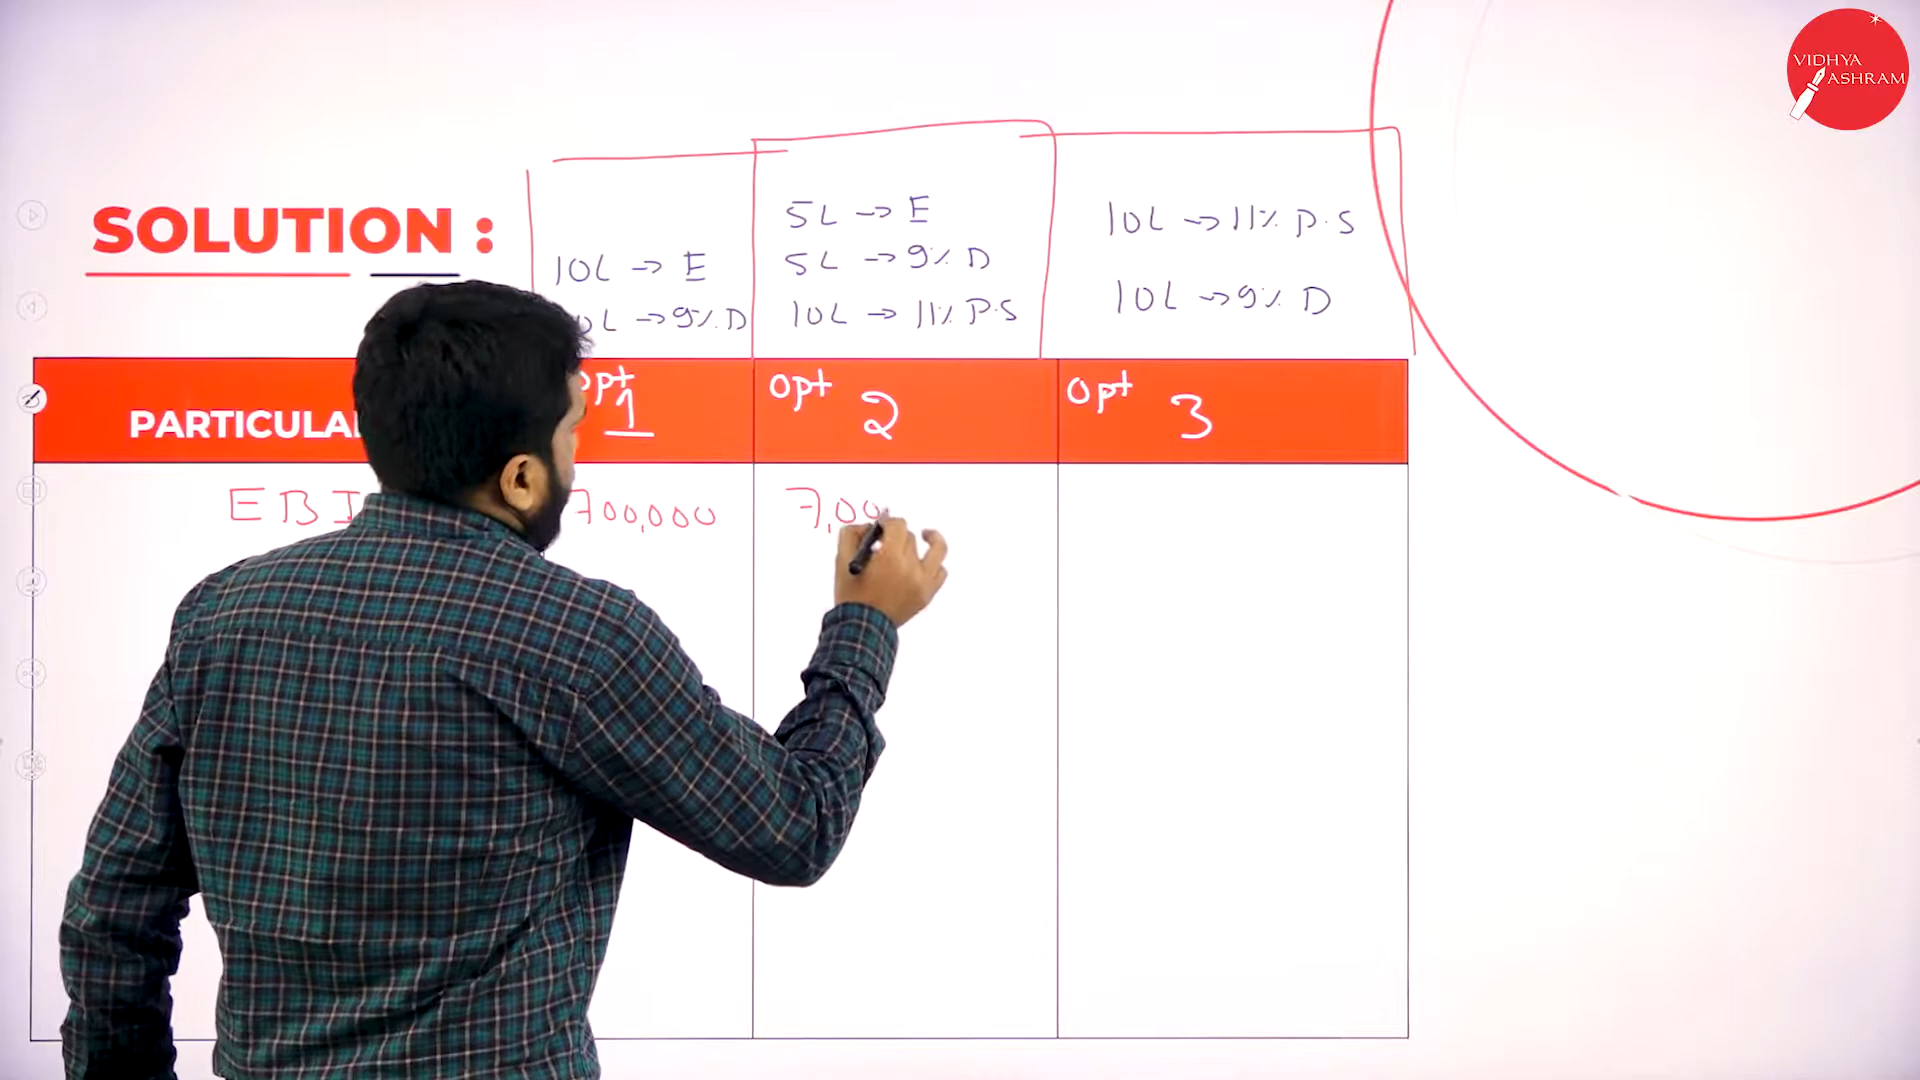 VIDHYA
ASHRAM
SOLUTION :
10L → E
0L → 9% D
5L → E
5L → 9% D
10L → 11% P.S
10L → 11% P.S
10L → 9% D
PARTICULA
opt 1
opt 2
opt 3
EBI
700,000
7,00